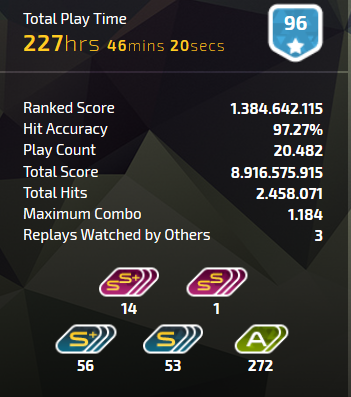 Total Play Time
96
227hrs 46mins 20secs
Ranked Score 1.384.642.115
Hit Accuracy 97.27%
Play Count 20.482
Total Score 8.916.575.915
Total Hits 2.458.071
Maximum Combo 1.184
Replays Watched by Others 3
SS+ SS
14 1
S+ S A
56 53 272